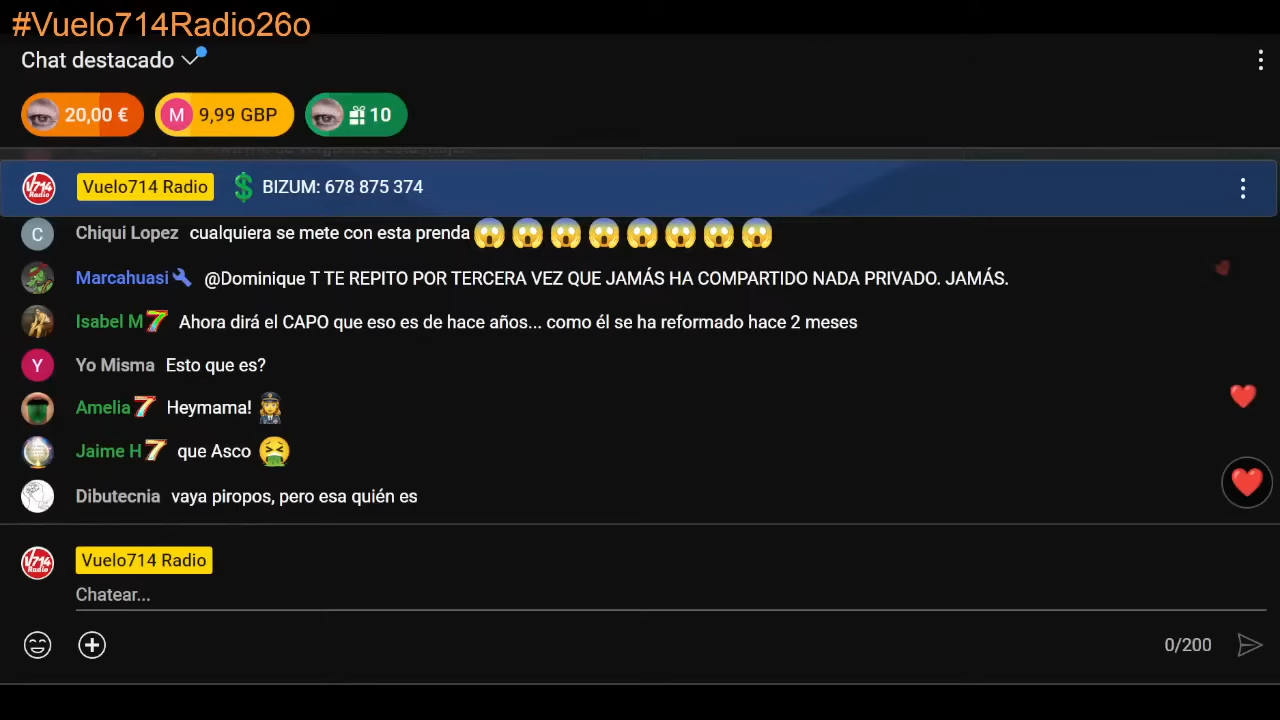 #Vuelo714Radio26o
Chat destacado
20,00 €
M 9,99 GBP
10
V714 Radio Vuelo714 Radio BIZUM: 678 875 374
C Chiqui Lopez cualquiera se mete con esta prenda😱😱😱😱😱😱😱😱
Marcahuasi @Dominique T TE REPITO POR TERCERA VEZ QUE JAMÁS HA COMPARTIDO NADA PRIVADO. JAMÁS.
Isabel M 7 Ahora dirá el CAPO que eso es de hace años... como él se ha reformado hace 2 meses
Y Yo Misma Esto que es?
Amelia 7 Heymama! 👮‍♀️
Jaime H 7 que Asco 🤮
Dibutecnia vaya piropos, pero esa quién es
V714 Radio Vuelo714 Radio
Chatear...
0/200